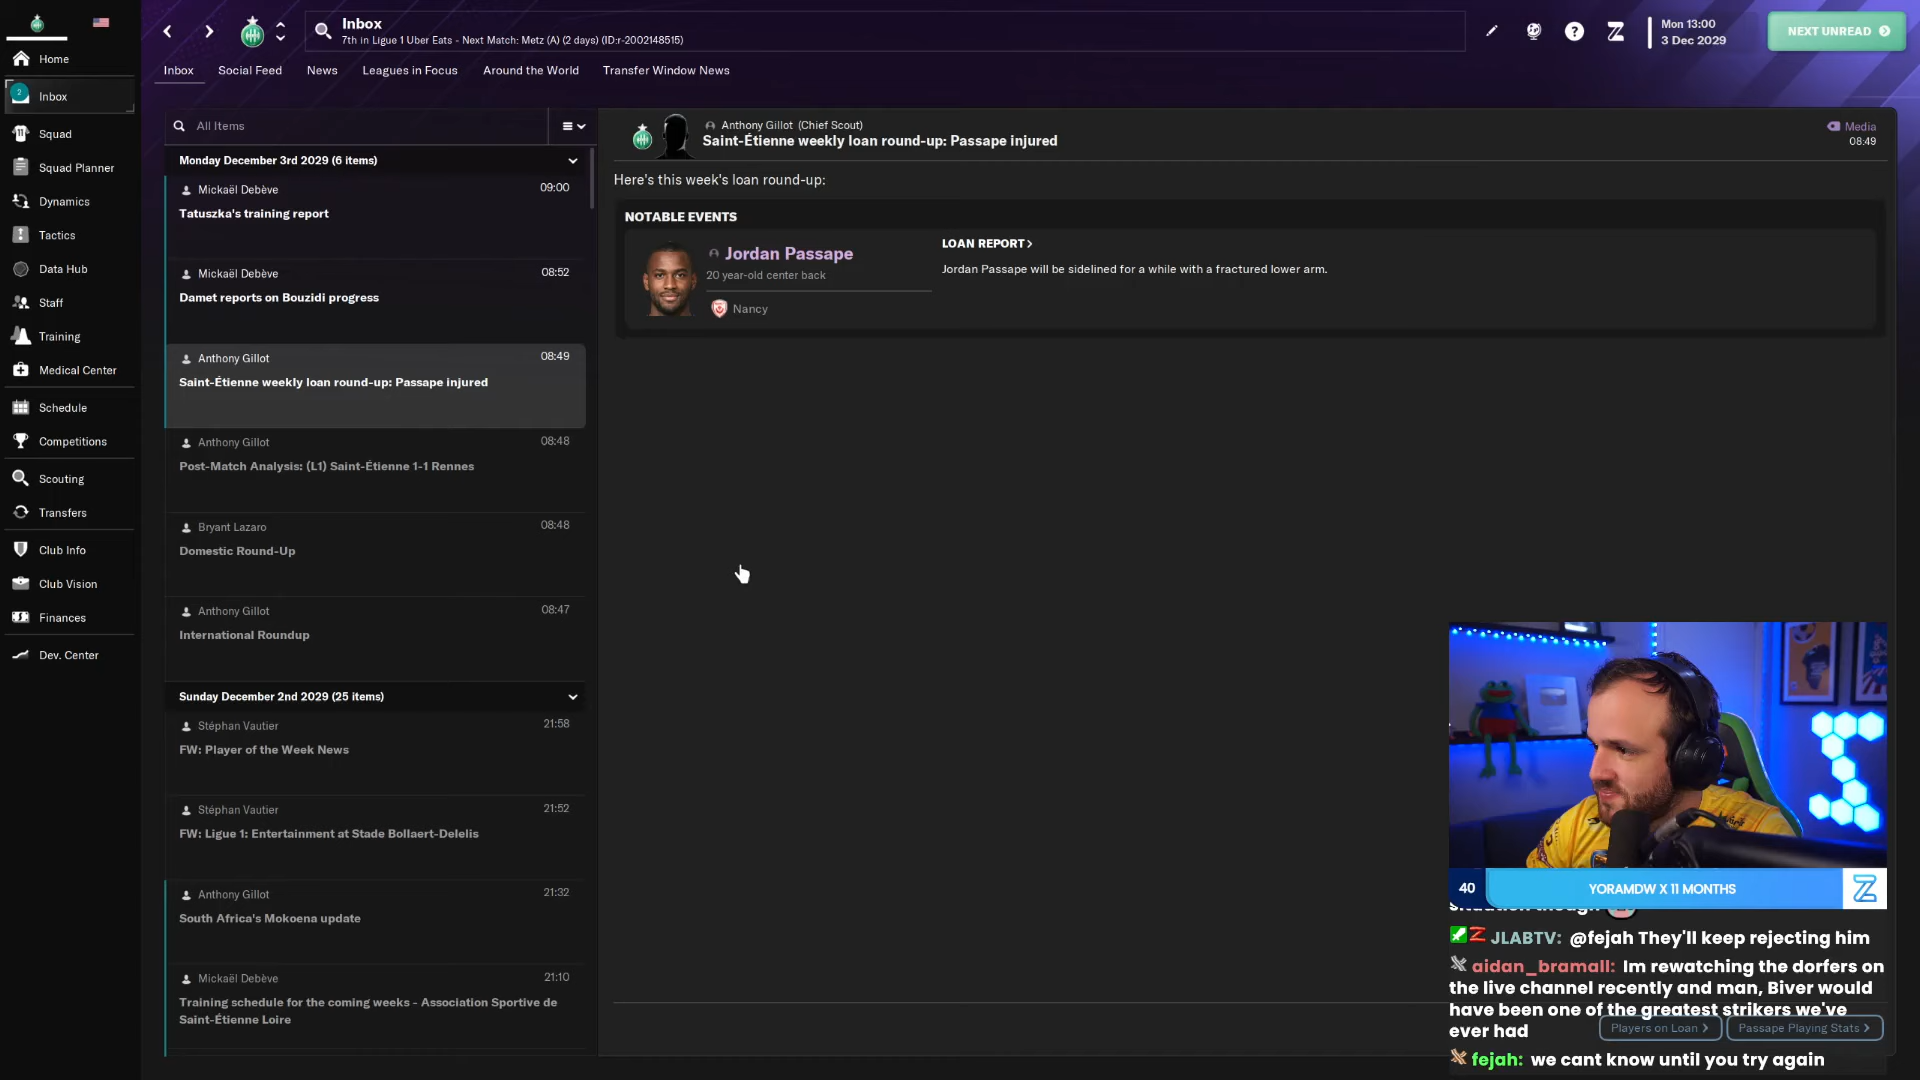 Inbox
7th in Ligue 1 Uber Eats - Next Match: Metz (A) (2 days) (ID:r-2002148515)
Mon 13:00
3 Dec 2029
NEXT UNREAD
Inbox
Social Feed
News
Leagues in Focus
Around the World
Transfer Window News
Home
2
Inbox
Squad
Squad Planner
Dynamics
Tactics
Data Hub
Staff
Training
Medical Center
Schedule
Competitions
Scouting
Transfers
Club Info
Club Vision
Finances
Dev. Center
All Items
Monday December 3rd 2029 (6 items)
Mickaël Debève 09:00
Tatuszka's training report
Mickaël Debève 08:52
Damet reports on Bouzidi progress
Anthony Gillot 08:49
Saint-Étienne weekly loan round-up: Passape injured
Anthony Gillot 08:48
Post-Match Analysis: (L1) Saint-Étienne 1-1 Rennes
Bryant Lazaro 08:48
Domestic Round-Up
Anthony Gillot 08:47
International Roundup
Sunday December 2nd 2029 (25 items)
Stéphan Vautier 21:58
FW: Player of the Week News
Stéphan Vautier 21:52
FW: Ligue 1: Entertainment at Stade Bollaert-Delelis
Anthony Gillot 21:32
South Africa's Mokoena update
Mickaël Debève 21:10
Training schedule for the coming weeks - Association Sportive de
Saint-Étienne Loire
Anthony Gillot (Chief Scout)
Saint-Étienne weekly loan round-up: Passape injured
Media
08:49
Here's this week's loan round-up:
NOTABLE EVENTS
Jordan Passape
20 year-old center back
Nancy
LOAN REPORT >
Jordan Passape will be sidelined for a while with a fractured lower arm.
40 YORAMDW X 11 MONTHS
JLABTV: @fejah They'll keep rejecting him
aidan_bramall: Im rewatching the dorfers on
the live channel recently and man, Biver would
have been one of the greatest strikers we've
ever had
Players on Loan >
Passape Playing Stats >
fejah: we cant know until you try again